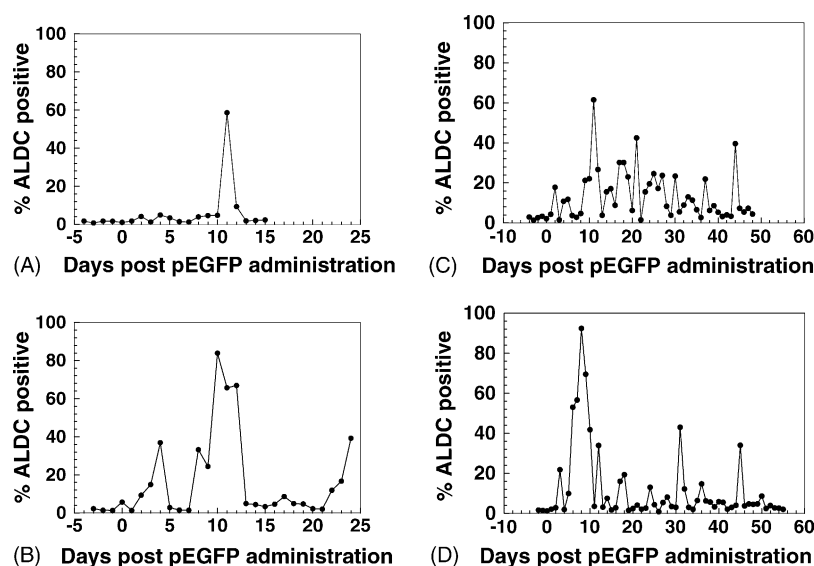 100
80
60
40
20
0
% ALDC positive
-5 0 5 10 15 20 25
(A) Days post pEGFP administration
100
80
60
40
20
0
% ALDC positive
-10 0 10 20 30 40 50 60
(C) Days post pEGFP administration
100
80
60
40
20
0
% ALDC positive
-5 0 5 10 15 20 25
(B) Days post pEGFP administration
100
80
60
40
20
0
% ALDC positive
-10 0 10 20 30 40 50 60
(D) Days post pEGFP administration